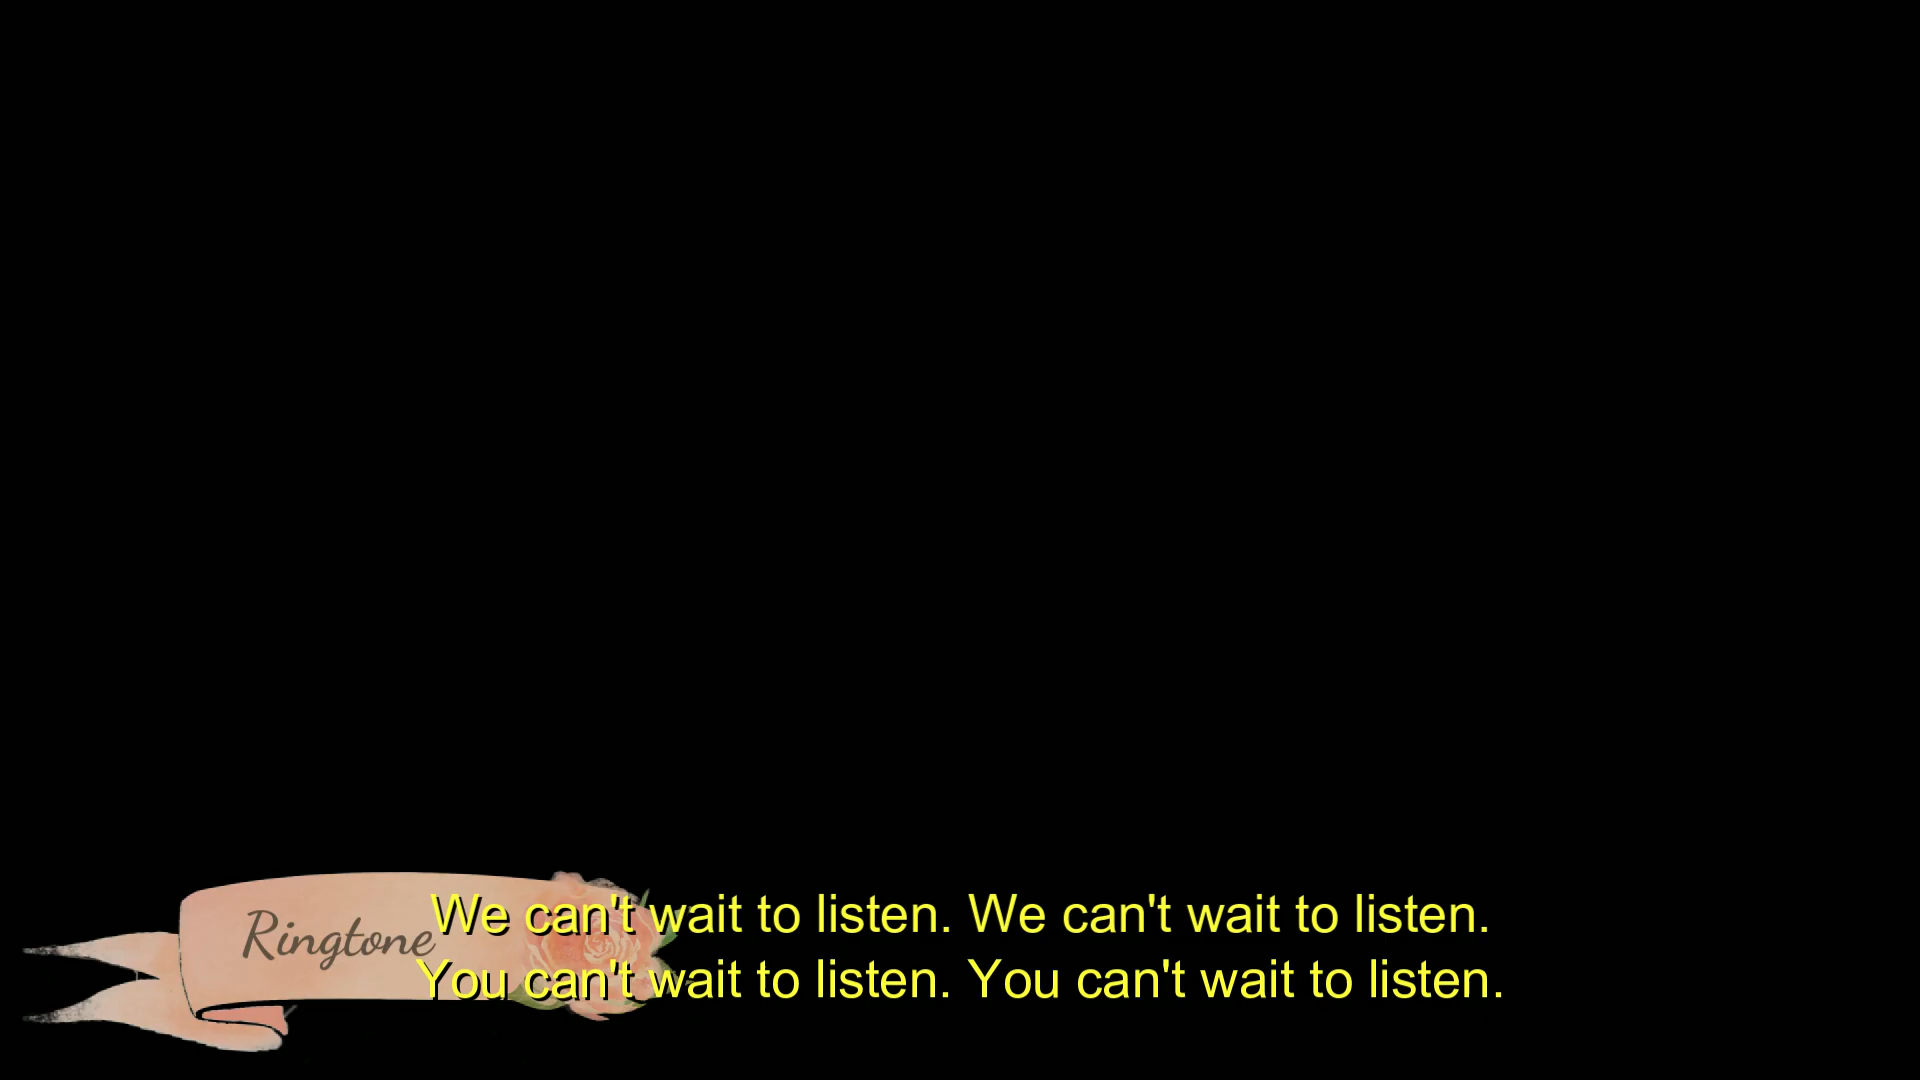 Ringtone
We can't wait to listen. We can't wait to listen.
You can't wait to listen. You can't wait to listen.